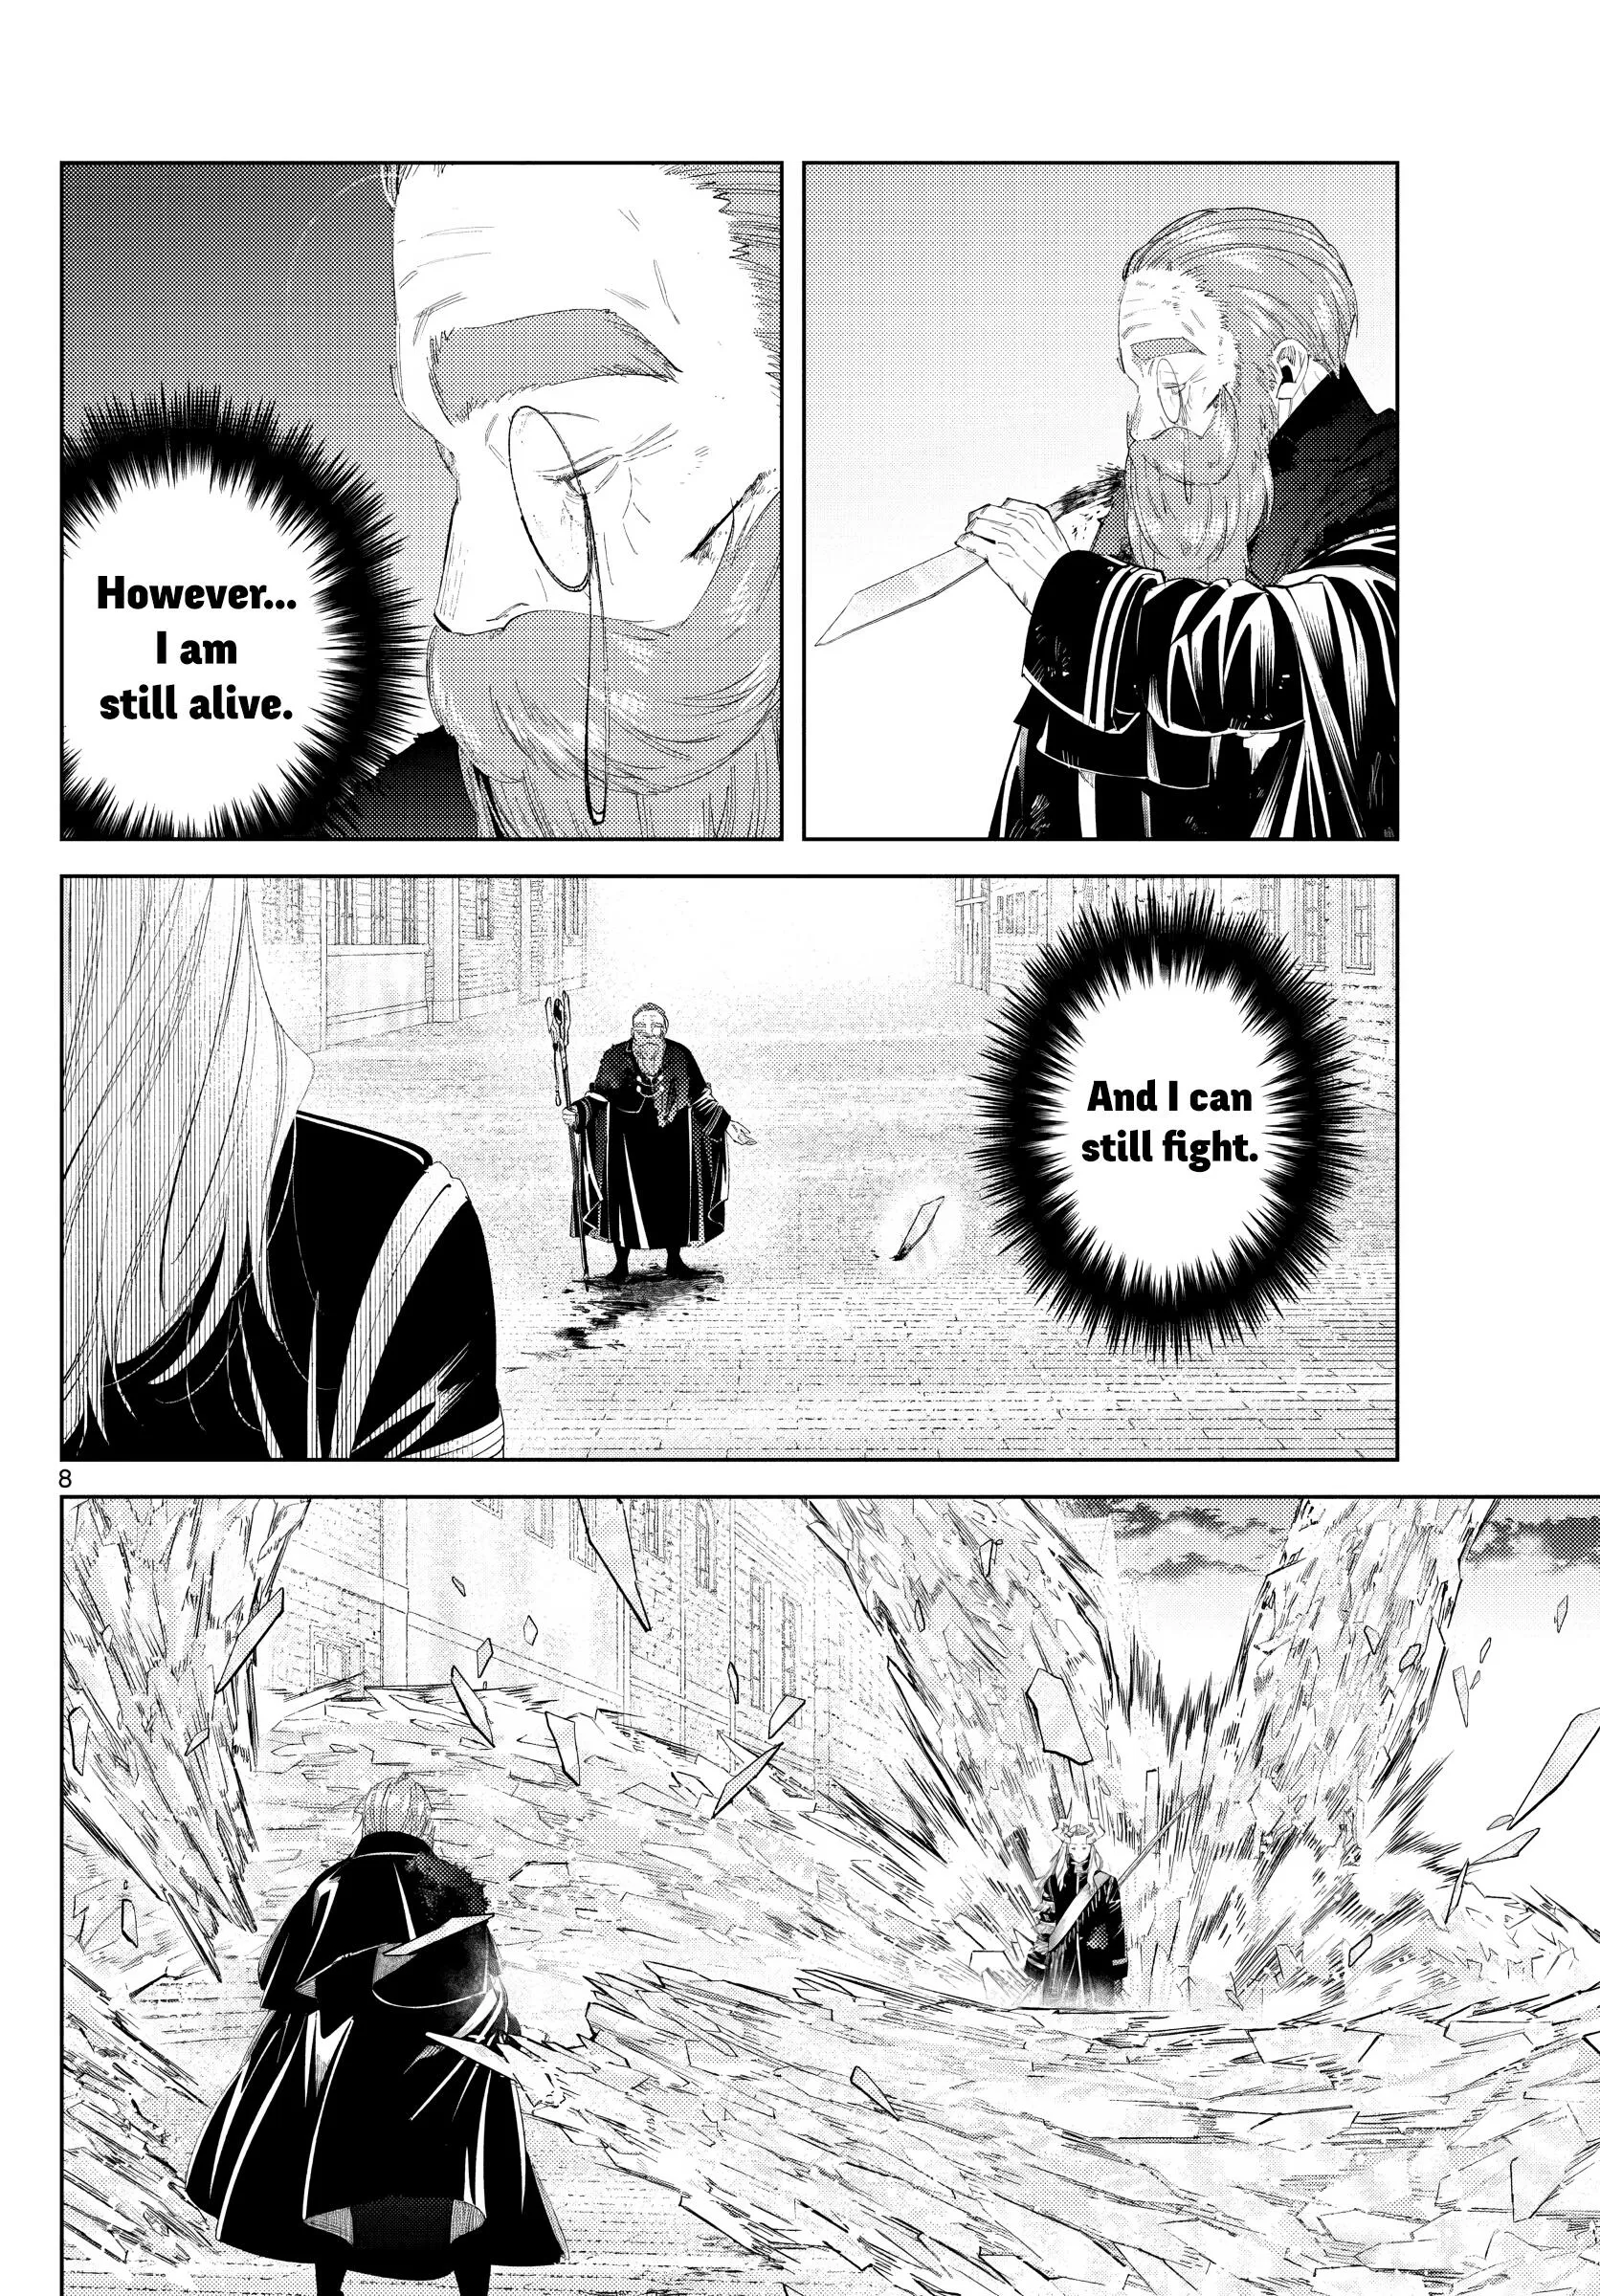 However...
I am
still alive.
And I can
still fight.
8